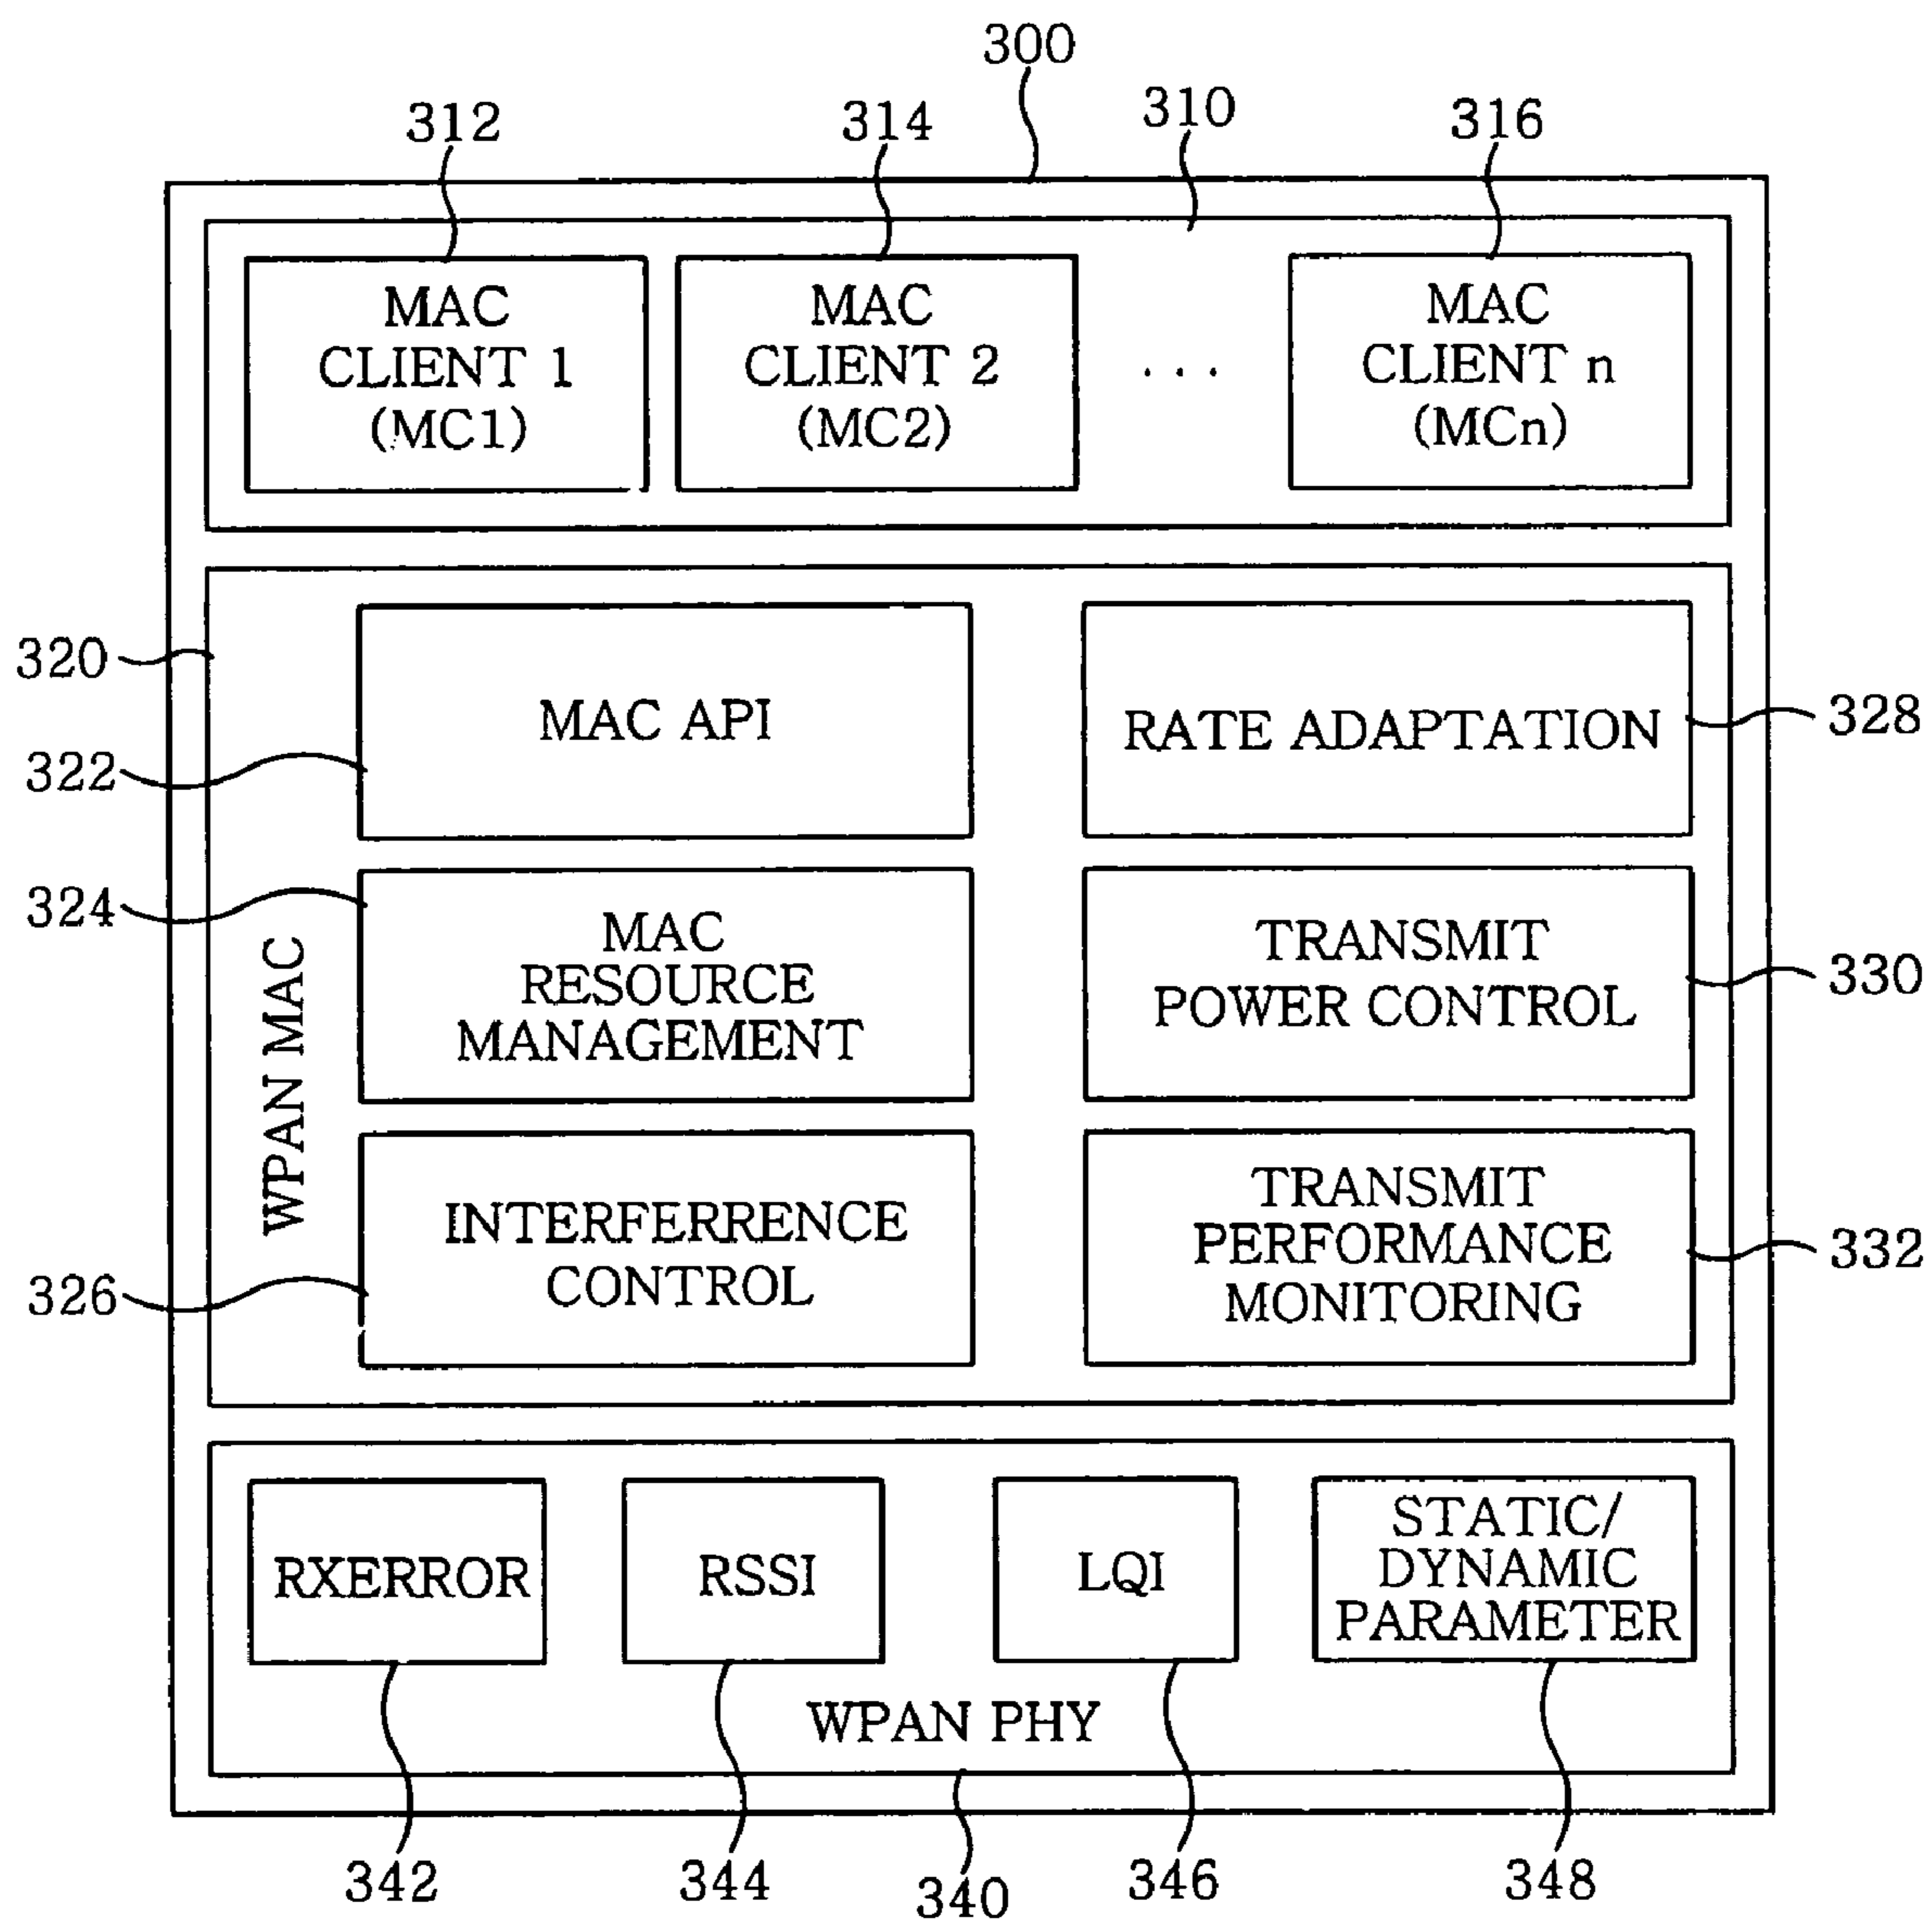 300
312
314
310
316
MAC
CLIENT 1
(MC1)
MAC
CLIENT 2
(MC2)
...
MAC
CLIENT n
(MCn)
320
322
MAC API
RATE ADAPTATION
328
324
MAC
RESOURCE
MANAGEMENT
TRANSMIT
POWER CONTROL
330
WPAN MAC
326
INTERFERRENCE
CONTROL
TRANSMIT
PERFORMANCE
MONITORING
332
RXERROR
RSSI
LQI
STATIC/
DYNAMIC
PARAMETER
WPAN PHY
342
344
340
346
348